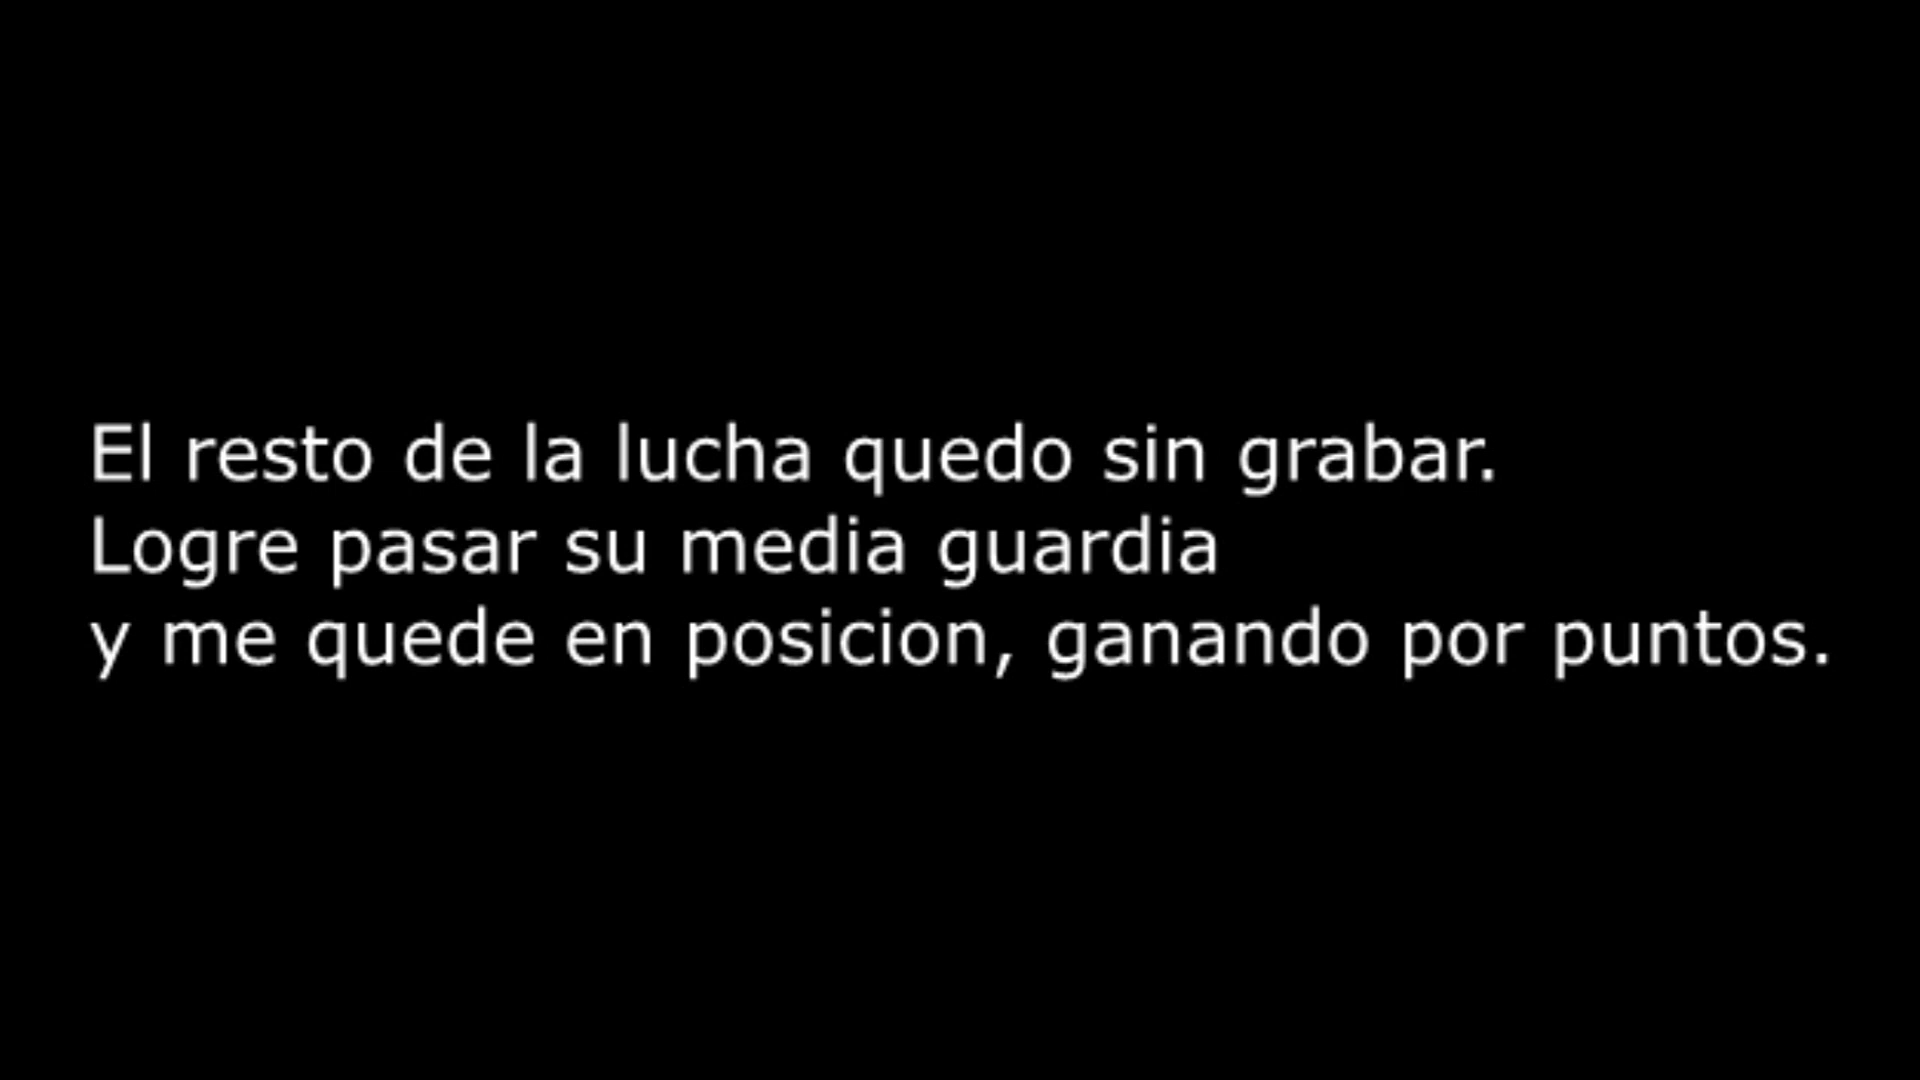 El resto de la lucha quedo sin grabar.
Logre pasar su media guardia
y me quede en posicion, ganando por puntos.